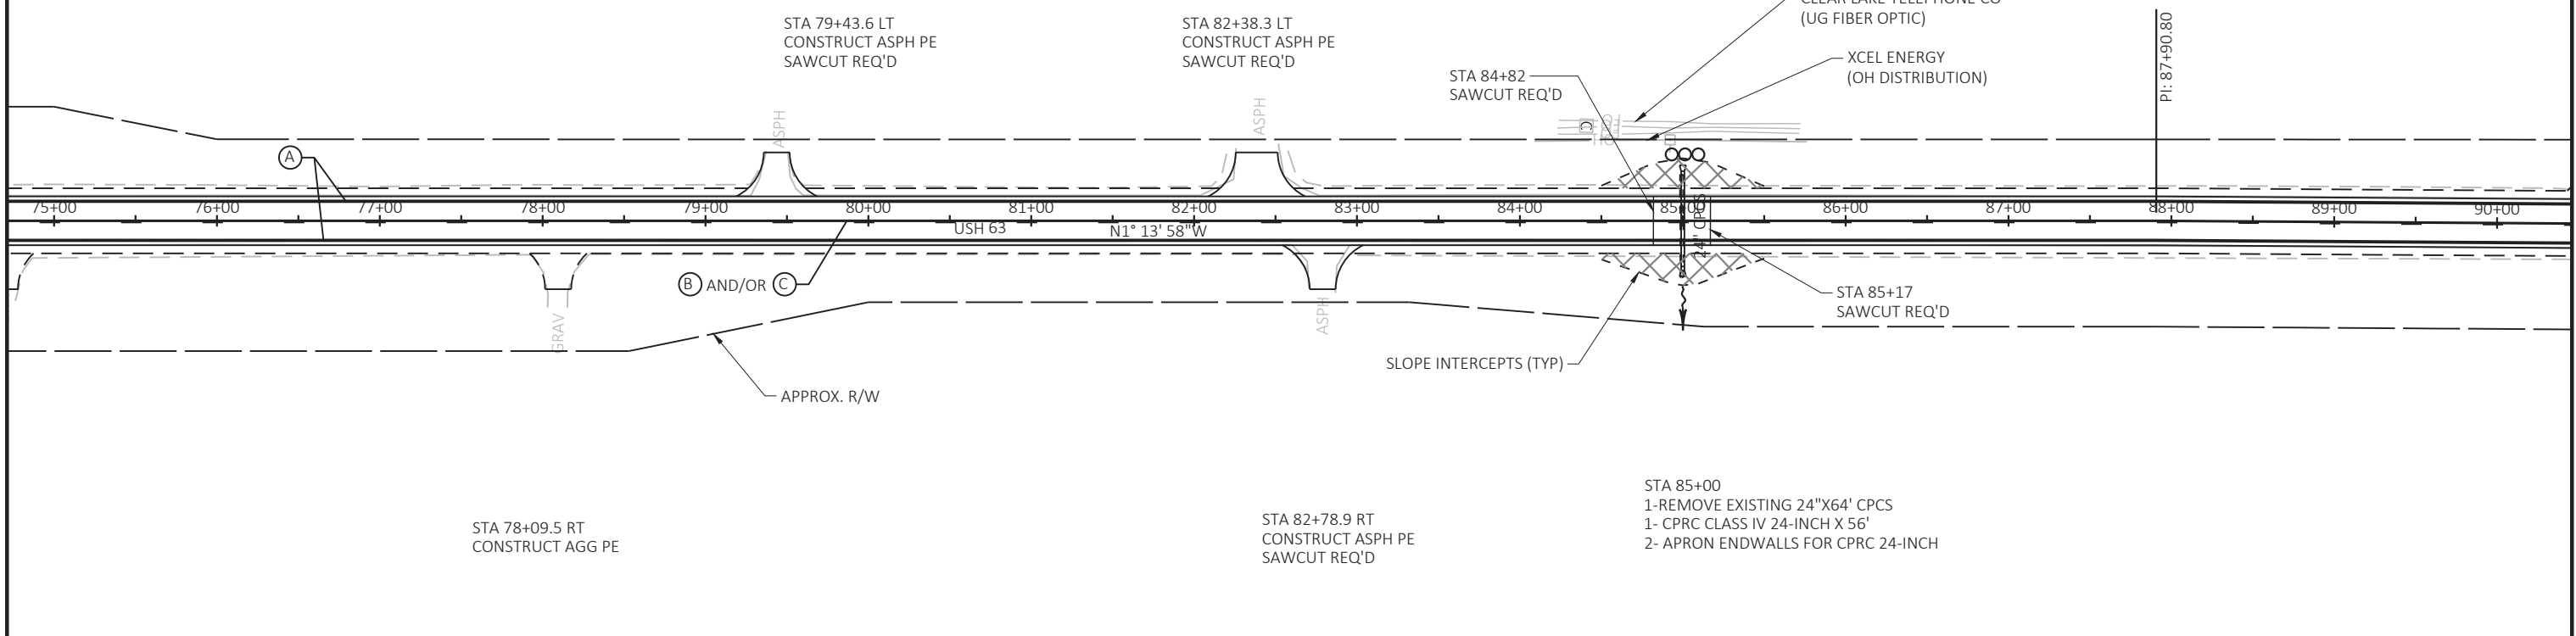 STA 79+43.6 LT
CONSTRUCT ASPH PE
SAWCUT REQ'D
STA 82+38.3 LT
CONSTRUCT ASPH PE
SAWCUT REQ'D
CLEAR LAKE TELEPHONE CO
(UG FIBER OPTIC)
XCEL ENERGY
(OH DISTRIBUTION)
STA 84+82
SAWCUT REQ'D
PI: 87+90.80
ASPH
ASPH
A
C
75+00 76+00 77+00 78+00 79+00 80+00 81+00 82+00 83+00 84+00 85+00 86+00 87+00 88+00 89+00 90+00
USH 63
N1° 13' 58"W
24" CPCS
B AND/OR C
GRAV
ASPH
STA 85+17
SAWCUT REQ'D
SLOPE INTERCEPTS (TYP)
APPROX. R/W
STA 78+09.5 RT
CONSTRUCT AGG PE
STA 82+78.9 RT
CONSTRUCT ASPH PE
SAWCUT REQ'D
STA 85+00
1-REMOVE EXISTING 24"X64' CPCS
1- CPRC CLASS IV 24-INCH X 56'
2- APRON ENDWALLS FOR CPRC 24-INCH